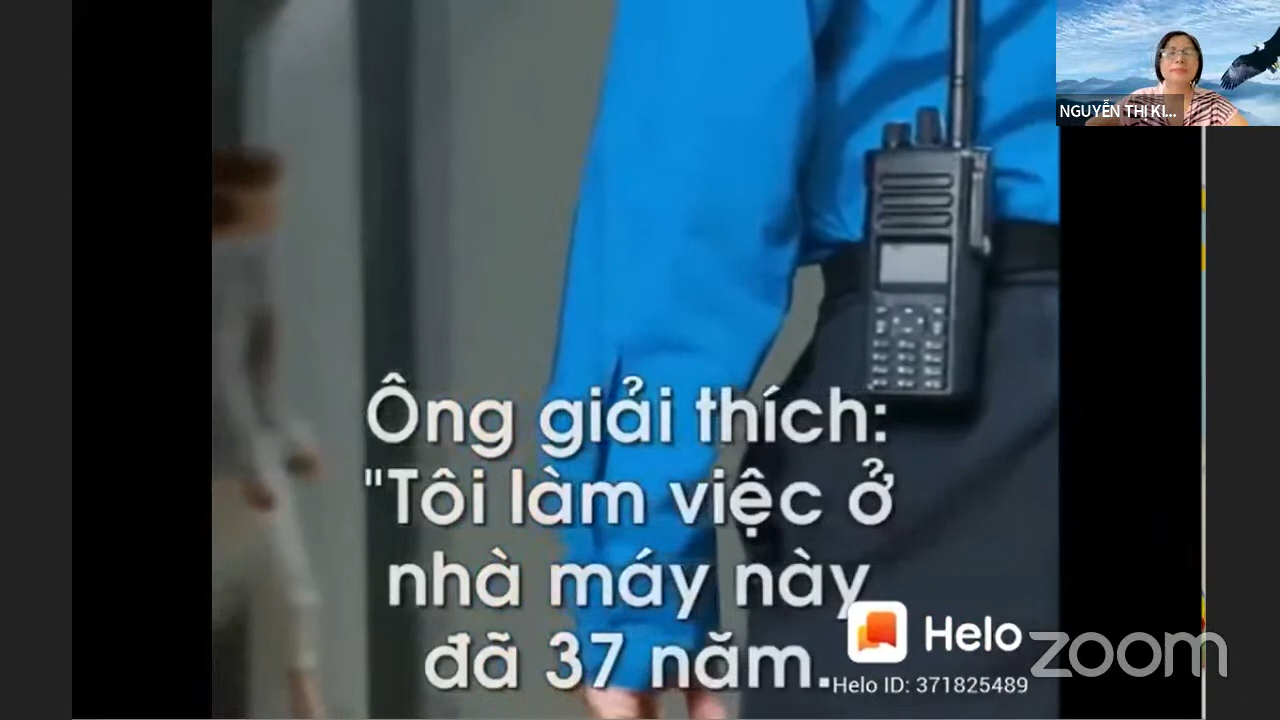 NGUYỄN THỊ KI...
Ông giải thích:
"Tôi làm việc ở
nhà máy này
đã 37 năm.
Helo
zoom
Helo ID: 371825489